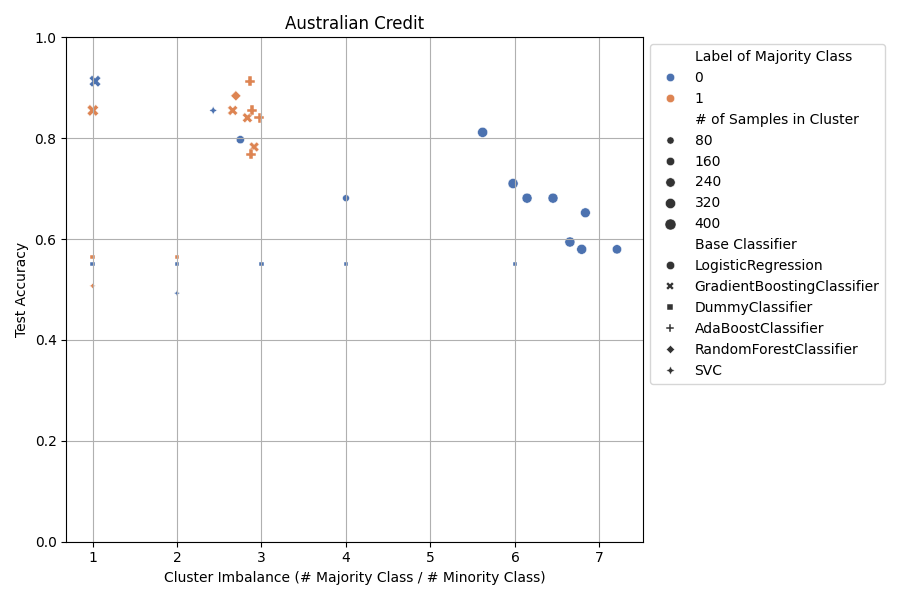 Australian Credit
1.0
0.8
0.6
0.4
0.2
0.0
Test Accuracy
1 2 3 4 5 6 7
Cluster Imbalance (# Majority Class / # Minority Class)
Label of Majority Class
0
1
# of Samples in Cluster
80
160
240
320
400
Base Classifier
LogisticRegression
GradientBoostingClassifier
DummyClassifier
AdaBoostClassifier
RandomForestClassifier
SVC